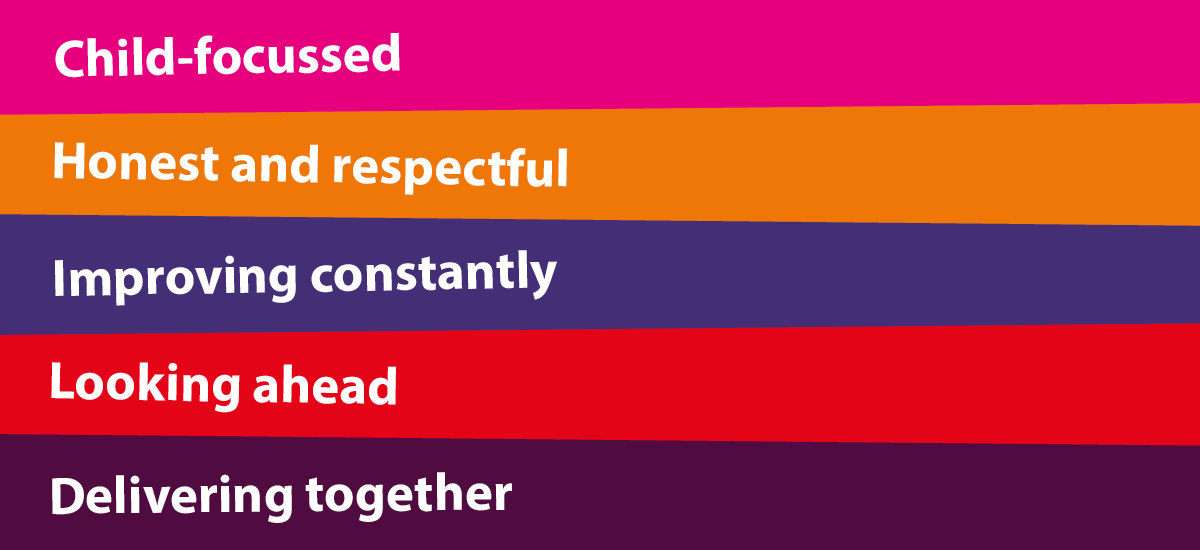 Child-focussed
Honest and respectful
Improving constantly
Looking ahead
Delivering together